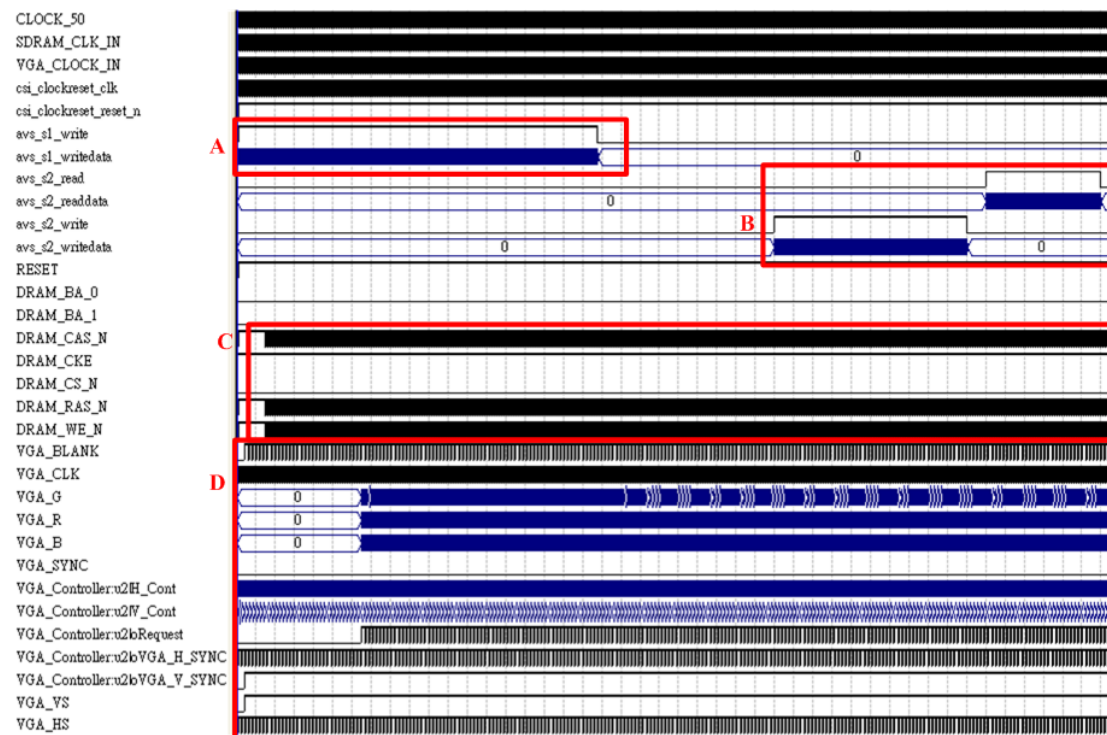 CLOCK_50
SDRAM_CLK_IN
VGA_CLOCK_IN
csi_clockreset_clk
csi_clockreset_reset_n
avs_s1_write
A
avs_s1_writedata 0
avs_s2_read
avs_s2_readdata 0
avs_s2_write
B
avs_s2_writedata 0 0
RESET
DRAM_BA_0
DRAM_BA_1
DRAM_CAS_N
C
DRAM_CKE
DRAM_CS_N
DRAM_RAS_N
DRAM_WE_N
VGA_BLANK
VGA_CLK
D
VGA_G 0
VGA_R 0
VGA_B 0
VGA_SYNC
VGA_Controller:u2|H_Cont
VGA_Controller:u2|V_Cont
VGA_Controller:u2|oRequest
VGA_Controller:u2|oVGA_H_SYNC
VGA_Controller:u2|oVGA_V_SYNC
VGA_VS
VGA_HS